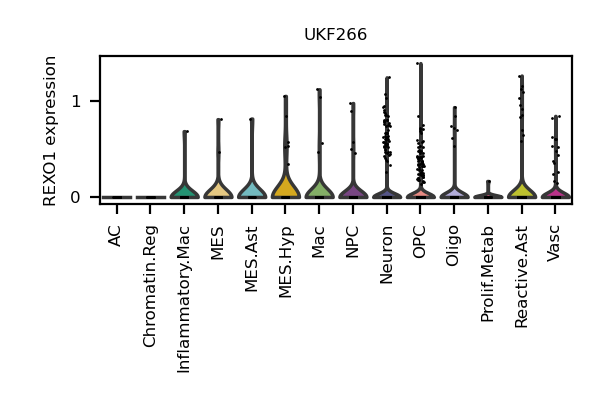 UKF266
REXO1 expression
1
0
AC
Chromatin.Reg
Inflammatory.Mac
MES
MES.Ast
MES.Hyp
Mac
NPC
Neuron
OPC
Oligo
Prolif.Metab
Reactive.Ast
Vasc